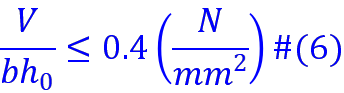 V/bh₀ ≤ 0.4 (N/mm²) #(6)